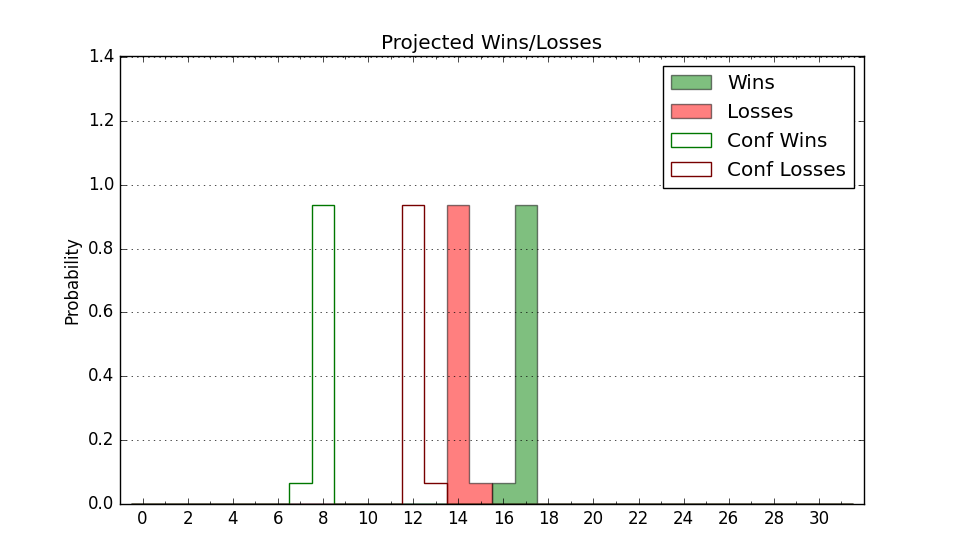 Projected Wins/Losses
1.4
1.2
1.0
0.8
0.6
0.4
0.2
0.0
Probability
Wins
Losses
Conf Wins
Conf Losses
0 2 4 6 8 10 12 14 16 18 20 22 24 26 28 30